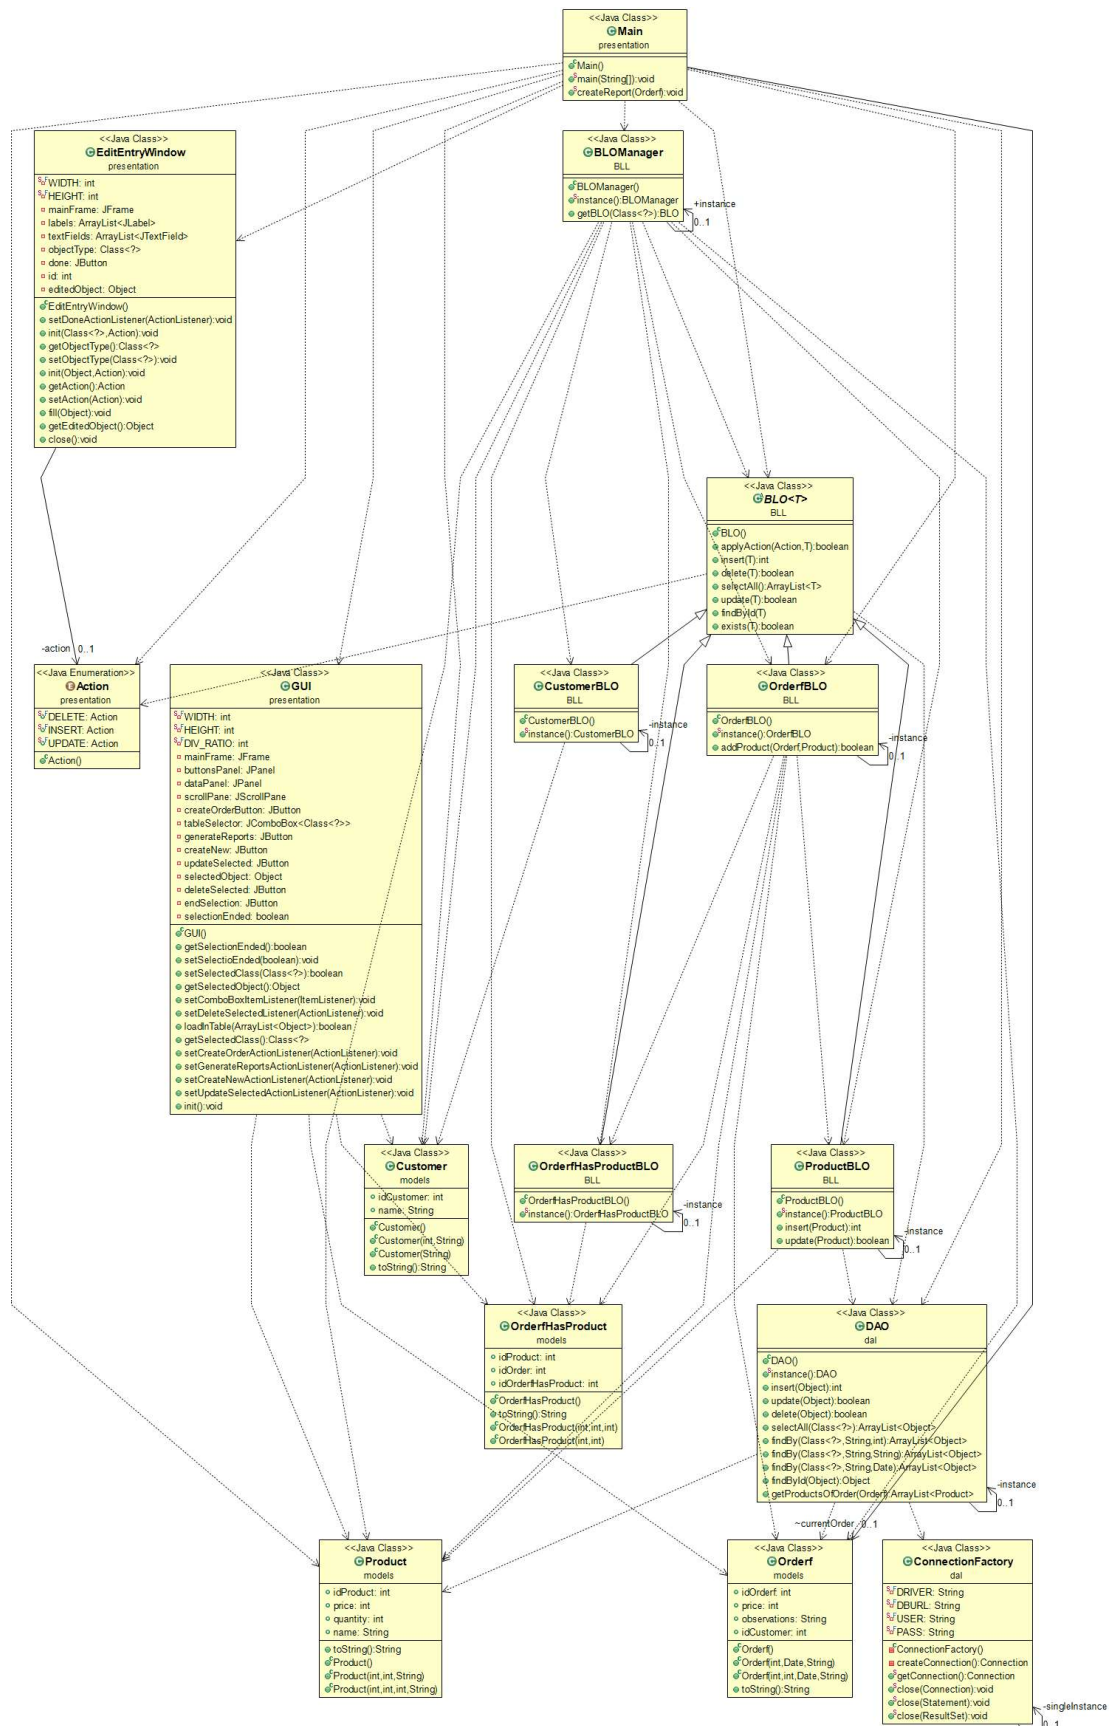 <<Java Class>>
Main
presentation
Main()
main(String[]):void
createReport(Orderf):void
<<Java Class>>
EditEntryWindow
presentation
WIDTH: int
HEIGHT: int
mainFrame: JFrame
labels: ArrayList<JLabel>
textFields: ArrayList<JTextField>
objectType: Class<?>
done: JButton
id: int
editedObject: Object
EditEntryWindow()
setDoneActionListener(ActionListener):void
init(Class<?>,Action):void
getObjectType():Class<?>
setObjectType(Class<?>):void
init(Object,Action):void
getAction():Action
setAction(Action):void
fill(Object):void
getEditedObject():Object
close():void
<<Java Class>>
BLOManager
BLL
BLOManager()
instance():BLOManager
getBLO(Class<?>):BLO
+instance
0..1
<<Java Class>>
BLO<T>
BLL
BLO()
applyAction(Action,T):boolean
insert(T):int
delete(T):boolean
selectAll():ArrayList<T>
update(T):boolean
findById(T)
exists(T):boolean
-action 0..1
<<Java Enumeration>>
Action
presentation
DELETE: Action
INSERT: Action
UPDATE: Action
Action()
<<Java Class>>
GUI
presentation
WIDTH: int
HEIGHT: int
DIV_RATIO: int
mainFrame: JFrame
buttonsPanel: JPanel
dataPanel: JPanel
scrollPane: JScrollPane
createOrderButton: JButton
tableSelector: JComboBox<Class<?>>
generateReports: JButton
createNew: JButton
updateSelected: JButton
selectedObject: Object
deleteSelected: JButton
endSelection: JButton
selectionEnded: boolean
GUI()
getSelectionEnded():boolean
setSelectioEnded(boolean):void
setSelectedClass(Class<?>):boolean
getSelectedObject():Object
setComboBoxItemListener(ItemListener):void
setDeleteSelectedListener(ActionListener):void
loadInTable(ArrayList<Object>):boolean
getSelectedClass():Class<?>
setCreateOrderActionListener(ActionListener):void
setGenerateReportsActionListener(ActionListener):void
setCreateNewActionListener(ActionListener):void
setUpdateSelectedActionListener(ActionListener):void
init():void
<<Java Class>>
CustomerBLO
BLL
CustomerBLO()
instance():CustomerBLO
-instance
0..1
<<Java Class>>
OrderfBLO
BLL
OrderfBLO()
instance():OrderfBLO
addProduct(Orderf,Product):boolean
-instance
0..1
<<Java Class>>
Customer
models
idCustomer: int
name: String
Customer()
Customer(int,String)
Customer(String)
toString():String
<<Java Class>>
OrderfHasProductBLO
BLL
OrderfHasProductBLO()
instance():OrderfHasProductBLO
-instance
0..1
<<Java Class>>
ProductBLO
BLL
ProductBLO()
instance():ProductBLO
insert(Product):int
update(Product):boolean
-instance
0..1
<<Java Class>>
OrderfHasProduct
models
idProduct: int
idOrder: int
idOrderfHasProduct: int
OrderfHasProduct()
toString():String
OrderfHasProduct(int,int,int)
OrderfHasProduct(int,int)
<<Java Class>>
DAO
dal
DAO()
instance():DAO
insert(Object):int
update(Object):boolean
delete(Object):boolean
selectAll(Class<?>):ArrayList<Object>
findBy(Class<?>,String,int):ArrayList<Object>
findBy(Class<?>,String,String):ArrayList<Object>
findBy(Class<?>,String,Date):ArrayList<Object>
findById(Object):Object
getProductsOfOrder(Orderf):ArrayList<Product>
-instance
0..1
~currentOrder 0..1
<<Java Class>>
Product
models
idProduct: int
price: int
quantity: int
name: String
toString():String
Product()
Product(int,int,String)
Product(int,int,int,String)
<<Java Class>>
Orderf
models
idOrderf: int
price: int
observations: String
idCustomer: int
Orderf()
Orderf(int,Date,String)
Orderf(int,int,Date,String)
toString():String
<<Java Class>>
ConnectionFactory
dal
DRIVER: String
DBURL: String
USER: String
PASS: String
ConnectionFactory()
createConnection():Connection
getConnection():Connection
close(Connection):void
close(Statement):void
close(ResultSet):void
-singleInstance
0..1